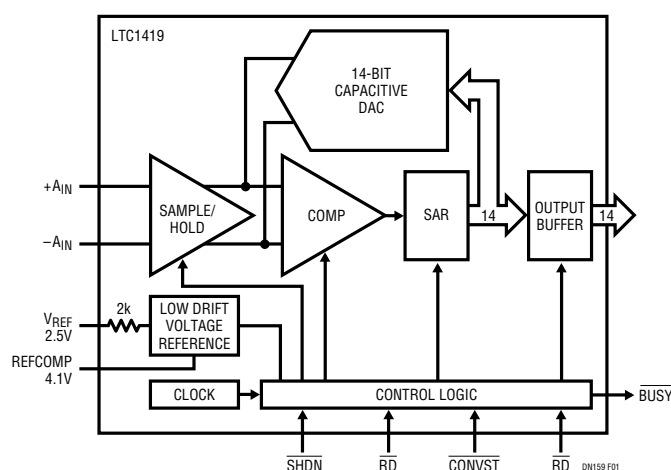 LTC1419
14-BIT
CAPACITIVE
DAC
+AIN
−AIN
SAMPLE/
HOLD
COMP
SAR
14
OUTPUT
BUFFER
14
VREF
2.5V
2k
LOW DRIFT
VOLTAGE
REFERENCE
REFCOMP
4.1V
CLOCK
CONTROL LOGIC
BUSY
SHDN
RD
CONVST
RD
DN159 F01